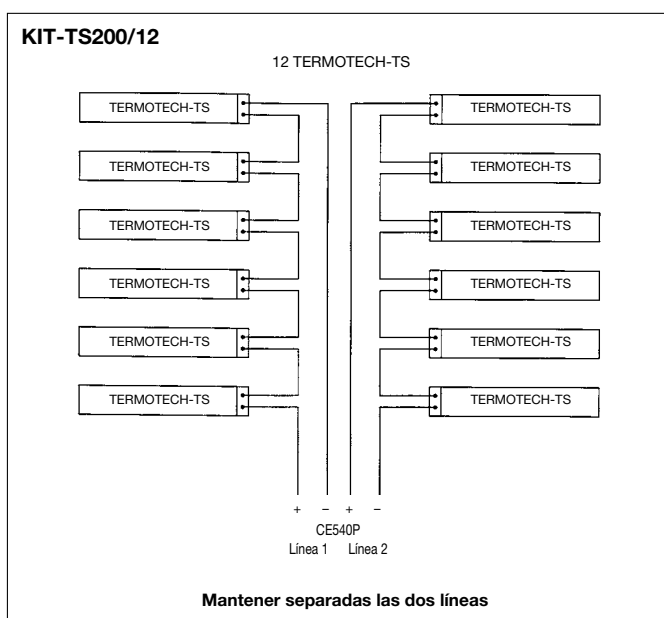 KIT-TS200/12
12 TERMOTECH-TS
TERMOTECH-TS TERMOTECH-TS
TERMOTECH-TS TERMOTECH-TS
TERMOTECH-TS TERMOTECH-TS
TERMOTECH-TS TERMOTECH-TS
TERMOTECH-TS TERMOTECH-TS
TERMOTECH-TS TERMOTECH-TS
+ – + –
CE540P
Línea 1 Línea 2
Mantener separadas las dos líneas